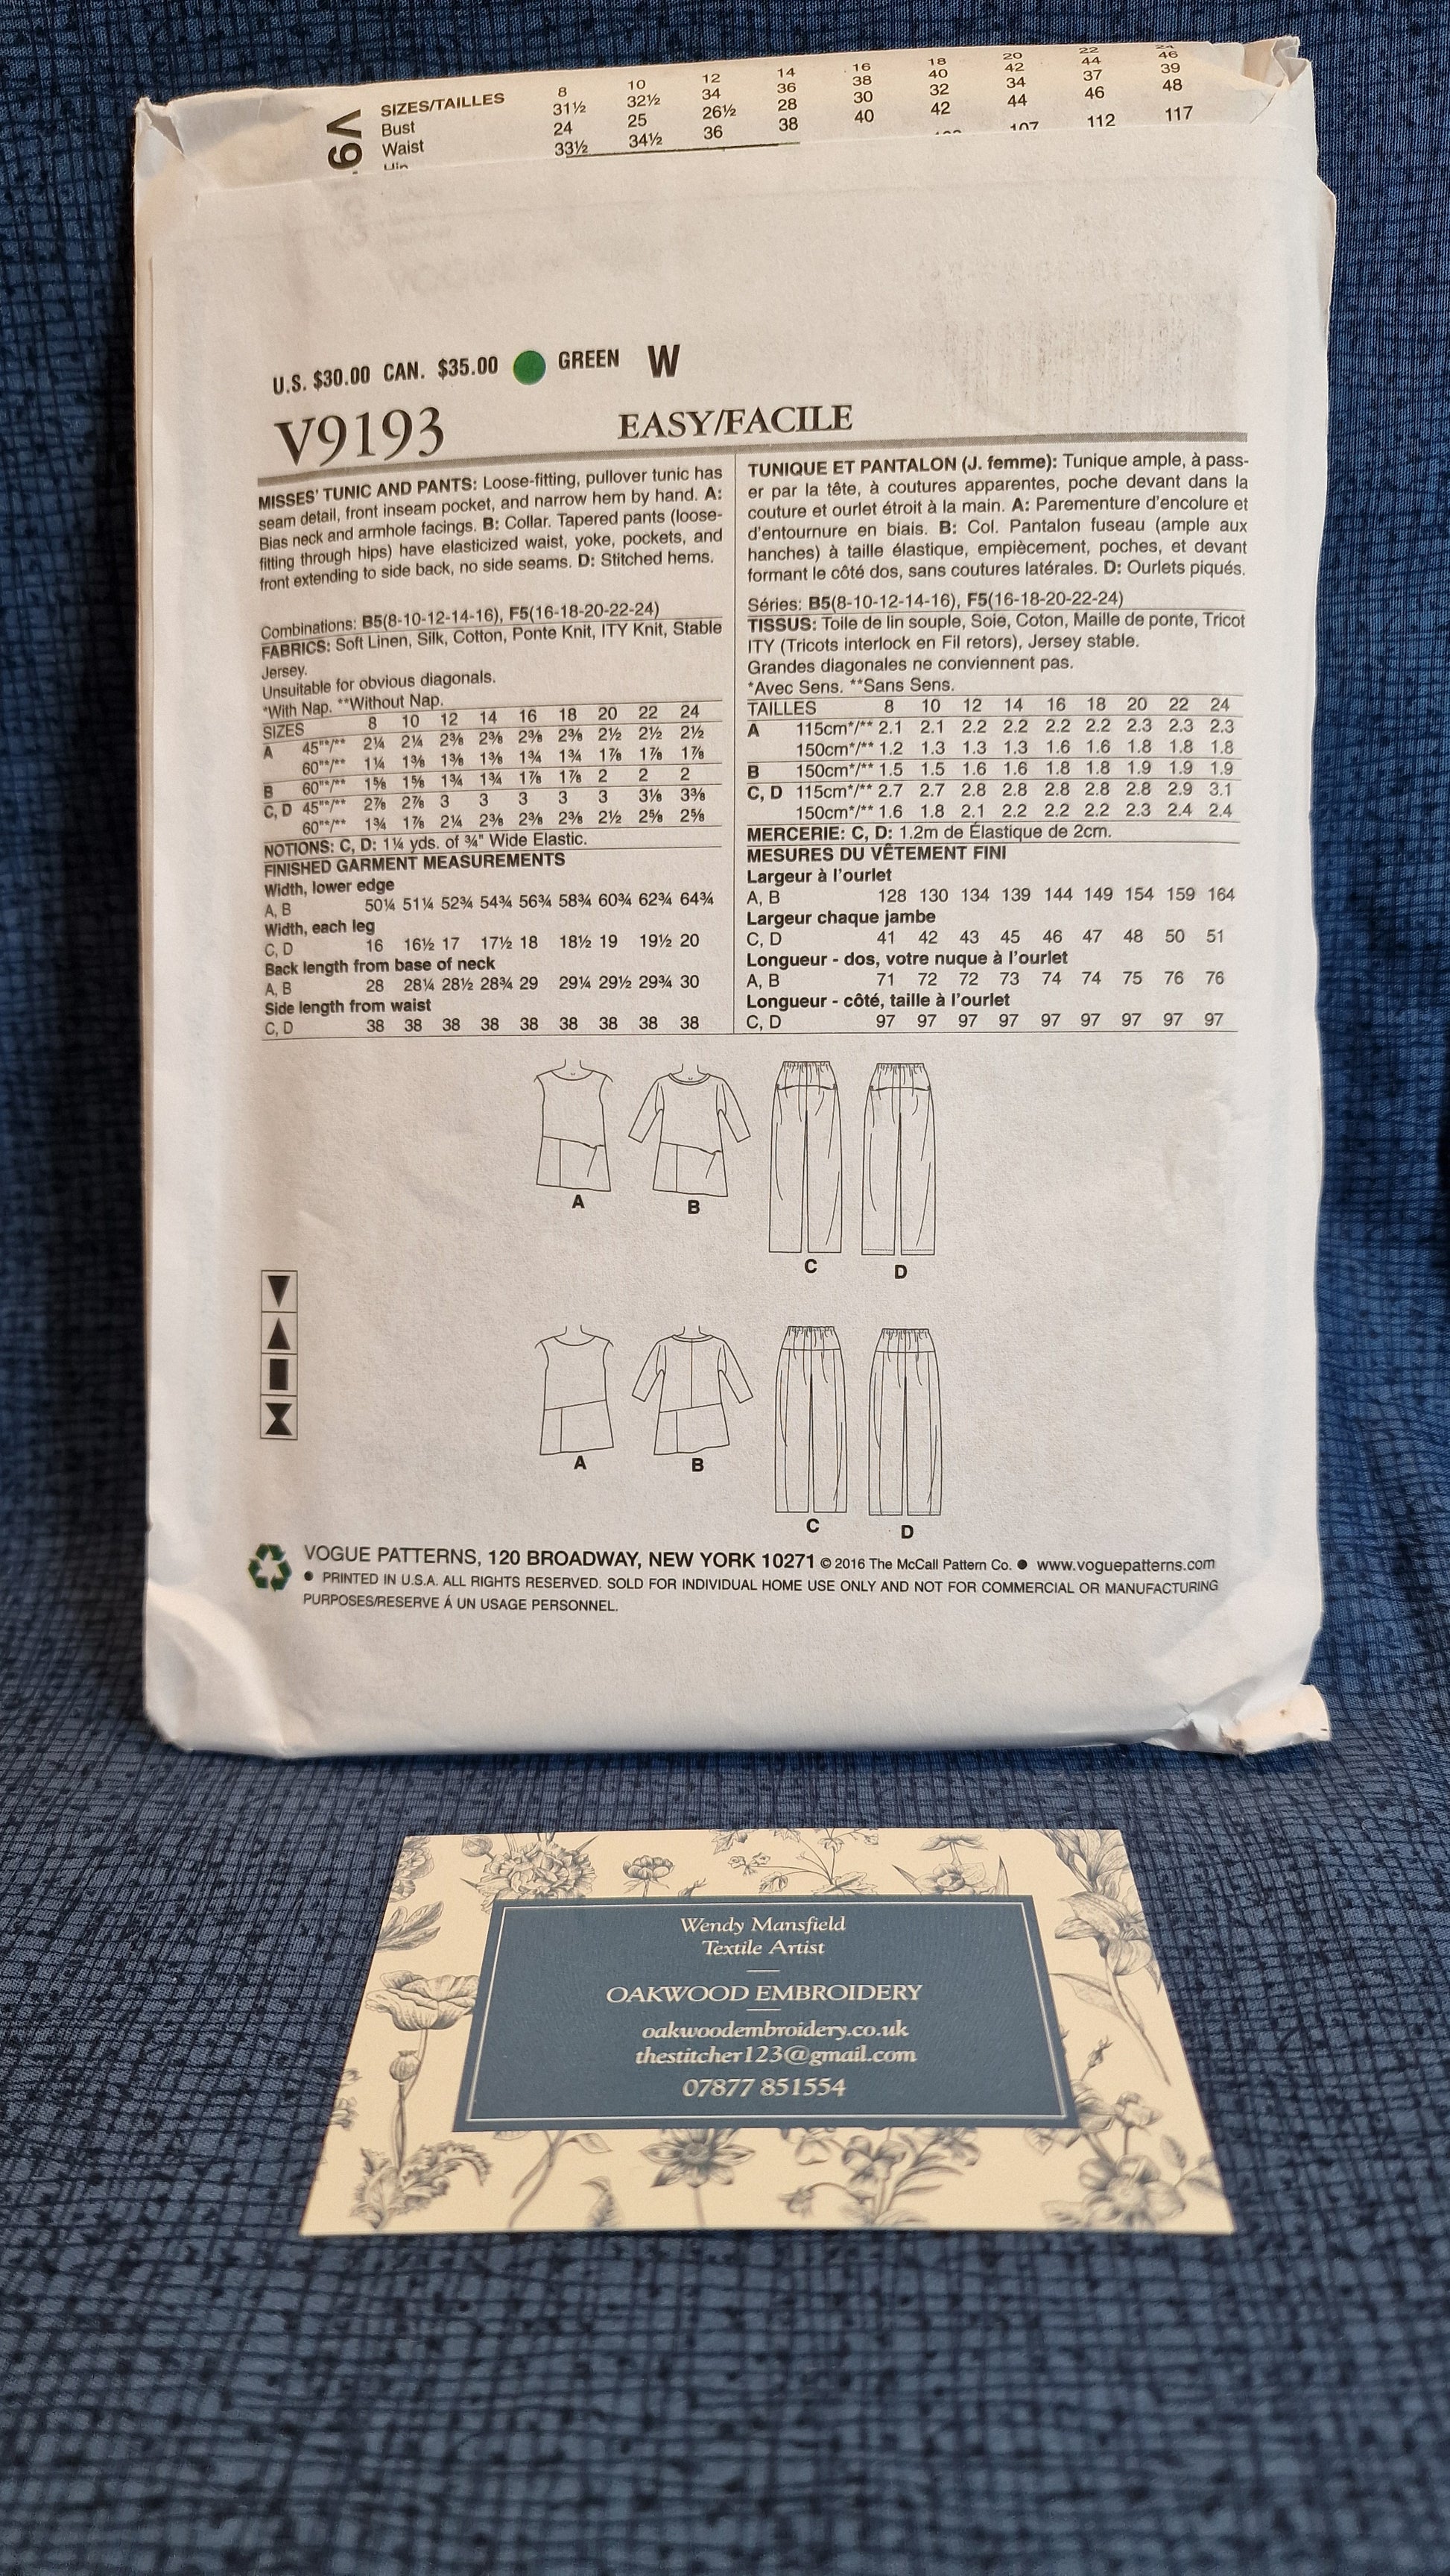 SIZES/TAILLES 8 10 12 14 16 18 20 22 24
Bust 31½ 32½ 34 36 38 40 42 44 46
Waist 24 25 26½ 28 30 32 34 37 39
33½ 34½ 36 38 40 42 44 46 48
107 112 117
V9
U.S. $30.00 CAN. $35.00 GREEN W
V9193 EASY/FACILE
MISSES' TUNIC AND PANTS: Loose-fitting, pullover tunic has
seam detail, front inseam pocket, and narrow hem by hand. A:
Bias neck and armhole facings. B: Collar. Tapered pants (loose-
fitting through hips) have elasticized waist, yoke, pockets, and
front extending to side back, no side seams. D: Stitched hems.
Combinations: B5(8-10-12-14-16), F5(16-18-20-22-24)
FABRICS: Soft Linen, Silk, Cotton, Ponte Knit, ITY Knit, Stable
Jersey.
Unsuitable for obvious diagonals.
*With Nap. **Without Nap.
SIZES 8 10 12 14 16 18 20 22 24
A 45"*/** 2¼ 2¼ 2⅜ 2⅜ 2⅜ 2⅜ 2½ 2½ 2½
60"*/** 1¼ 1⅜ 1⅜ 1⅜ 1¾ 1¾ 1⅞ 1⅞ 1⅞
B 60"*/** 1⅝ 1⅝ 1¾ 1¾ 1⅞ 1⅞ 2 2 2
C, D 45"*/** 2⅞ 2⅞ 3 3 3 3 3 3⅛ 3⅜
60"*/** 1¾ 1⅞ 2¼ 2⅜ 2⅜ 2⅜ 2½ 2⅝ 2⅝
NOTIONS: C, D: 1¼ yds. of ¾" Wide Elastic.
FINISHED GARMENT MEASUREMENTS
Width, lower edge
A, B 50¼ 51¼ 52¾ 54¾ 56¾ 58¾ 60¾ 62¾ 64¾
Width, each leg
C, D 16 16½ 17 17½ 18 18½ 19 19½ 20
Back length from base of neck
A, B 28 28¼ 28½ 28¾ 29 29¼ 29½ 29¾ 30
Side length from waist
C, D 38 38 38 38 38 38 38 38 38
TUNIQUE ET PANTALON (J. femme): Tunique ample, à pass-
er par la tête, à coutures apparentes, poche devant dans la
couture et ourlet étroit à la main. A: Parementure d'encolure et
d'entournure en biais. B: Col. Pantalon fuseau (ample aux
hanches) à taille élastique, empiècement, poches, et devant
formant le côté dos, sans coutures latérales. D: Ourlets piqués.
Séries: B5(8-10-12-14-16), F5(16-18-20-22-24)
TISSUS: Toile de lin souple, Soie, Coton, Maille de ponte, Tricot
ITY (Tricots interlock en Fil retors), Jersey stable.
Grandes diagonales ne conviennent pas.
*Avec Sens. **Sans Sens.
TAILLES 8 10 12 14 16 18 20 22 24
A 115cm*/** 2.1 2.1 2.2 2.2 2.2 2.2 2.3 2.3 2.3
150cm*/** 1.2 1.3 1.3 1.3 1.6 1.6 1.8 1.8 1.8
B 150cm*/** 1.5 1.5 1.6 1.6 1.8 1.8 1.9 1.9 1.9
C, D 115cm*/** 2.7 2.7 2.8 2.8 2.8 2.8 2.8 2.9 3.1
150cm*/** 1.6 1.8 2.1 2.2 2.2 2.2 2.3 2.4 2.4
MERCERIE: C, D: 1.2m de Élastique de 2cm.
MESURES DU VÊTEMENT FINI
Largeur à l'ourlet
A, B 128 130 134 139 144 149 154 159 164
Largeur chaque jambe
C, D 41 42 43 45 46 47 48 50 51
Longueur - dos, votre nuque à l'ourlet
A, B 71 72 72 73 74 74 75 76 76
Longueur - côté, taille à l'ourlet
C, D 97 97 97 97 97 97 97 97 97
A B C D
A B C D
VOGUE PATTERNS, 120 BROADWAY, NEW YORK 10271 © 2016 The McCall Pattern Co. ● www.voguepatterns.com
● PRINTED IN U.S.A. ALL RIGHTS RESERVED. SOLD FOR INDIVIDUAL HOME USE ONLY AND NOT FOR COMMERCIAL OR MANUFACTURING
PURPOSES/RESERVE Á UN USAGE PERSONNEL.
Wendy Mansfield
Textile Artist
OAKWOOD EMBROIDERY
oakwoodembroidery.co.uk
thestitcher123@gmail.com
07877 851554